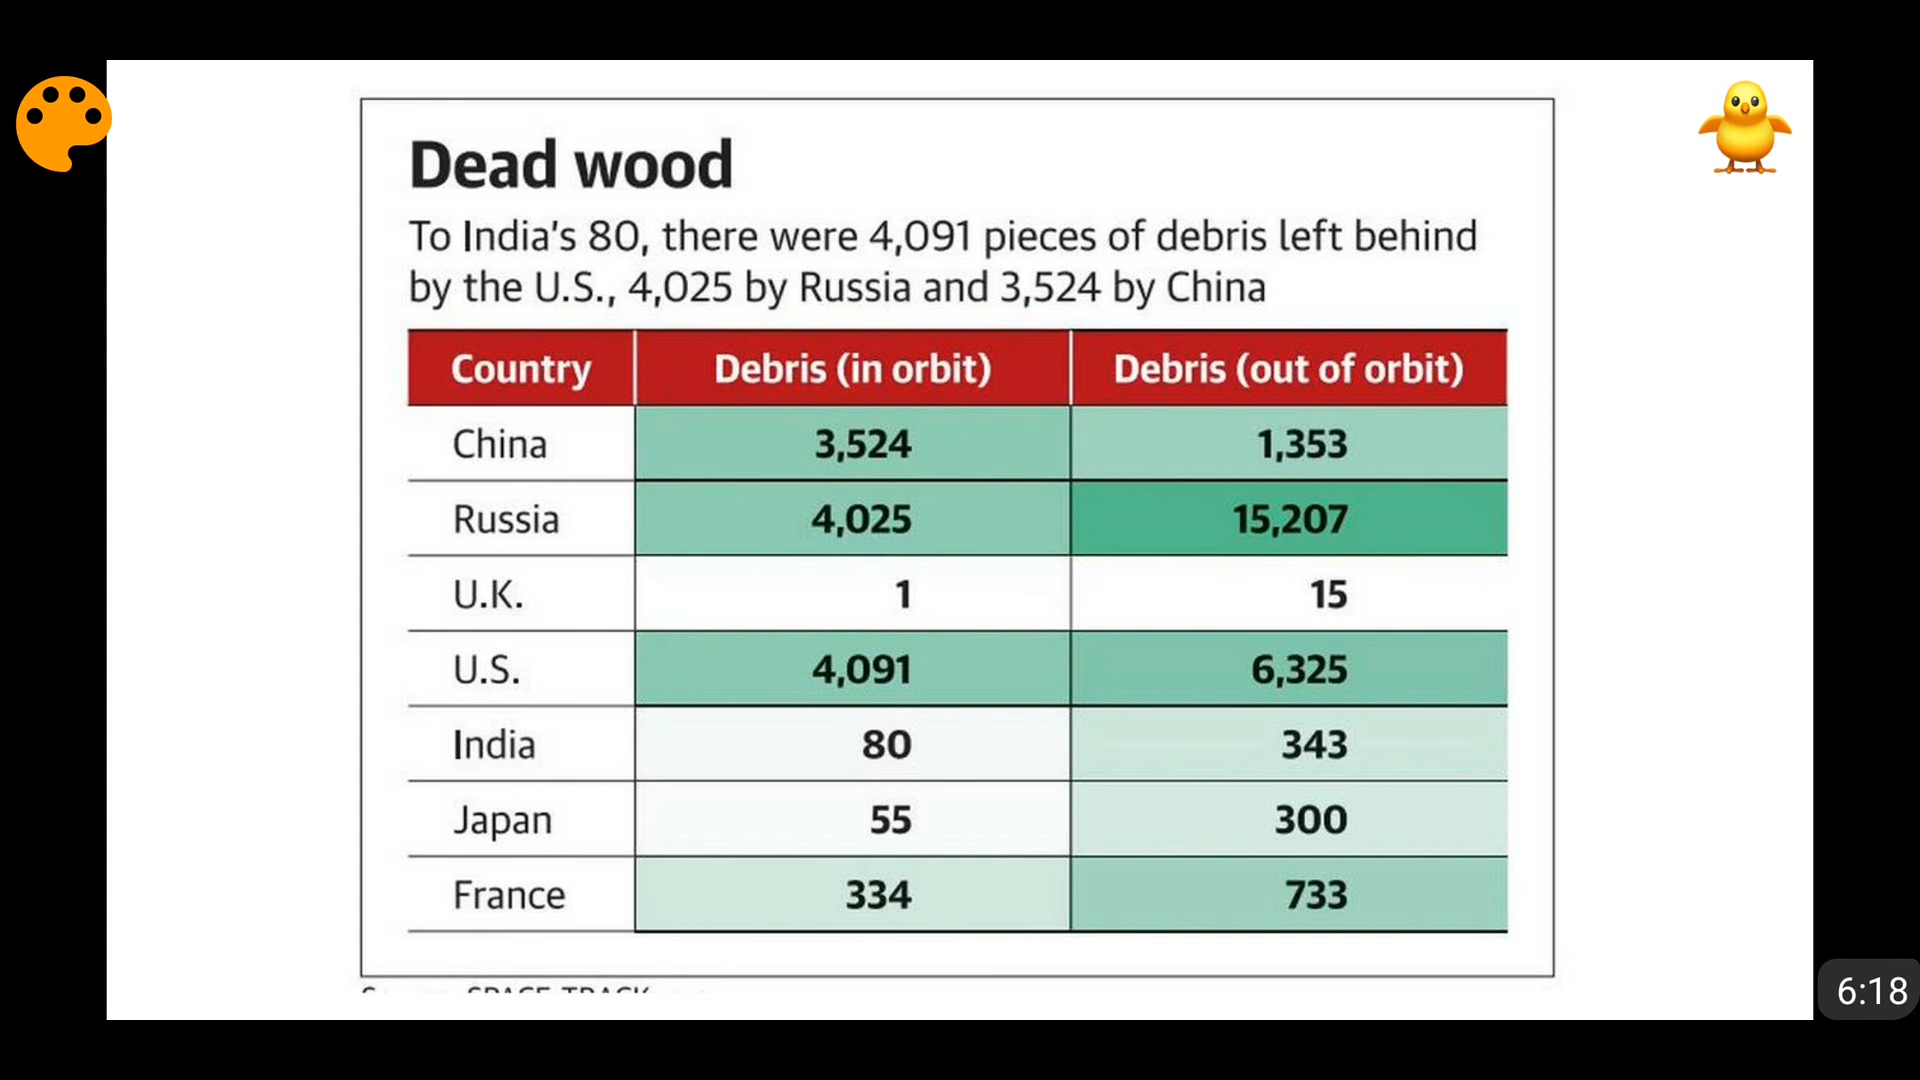 Dead wood
To India's 80, there were 4,091 pieces of debris left behind
by the U.S., 4,025 by Russia and 3,524 by China
Country Debris (in orbit) Debris (out of orbit)
China 3,524 1,353
Russia 4,025 15,207
U.K. 1 15
U.S. 4,091 6,325
India 80 343
Japan 55 300
France 334 733
SPACE-TRACK
6:18